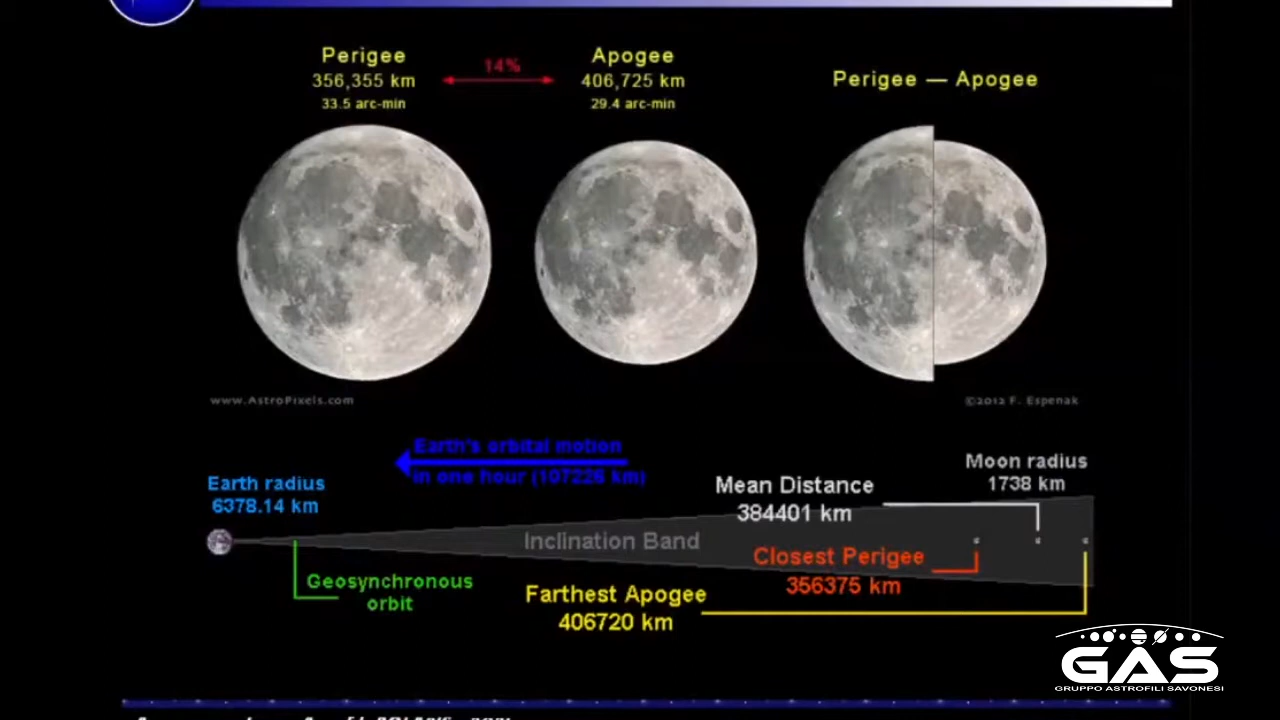 Perigee
356,355 km
33.5 arc-min
14%
Apogee
406,725 km
29.4 arc-min
Perigee — Apogee
www.AstroPixels.com
©2012 F. Espenak
Earth's orbital motion
in one hour (107226 km)
Earth radius
6378.14 km
Mean Distance
384401 km
Moon radius
1738 km
Inclination Band
Closest Perigee
356375 km
Geosynchronous
orbit
Farthest Apogee
406720 km
GAS
GRUPPO ASTROFILI SAVONESI